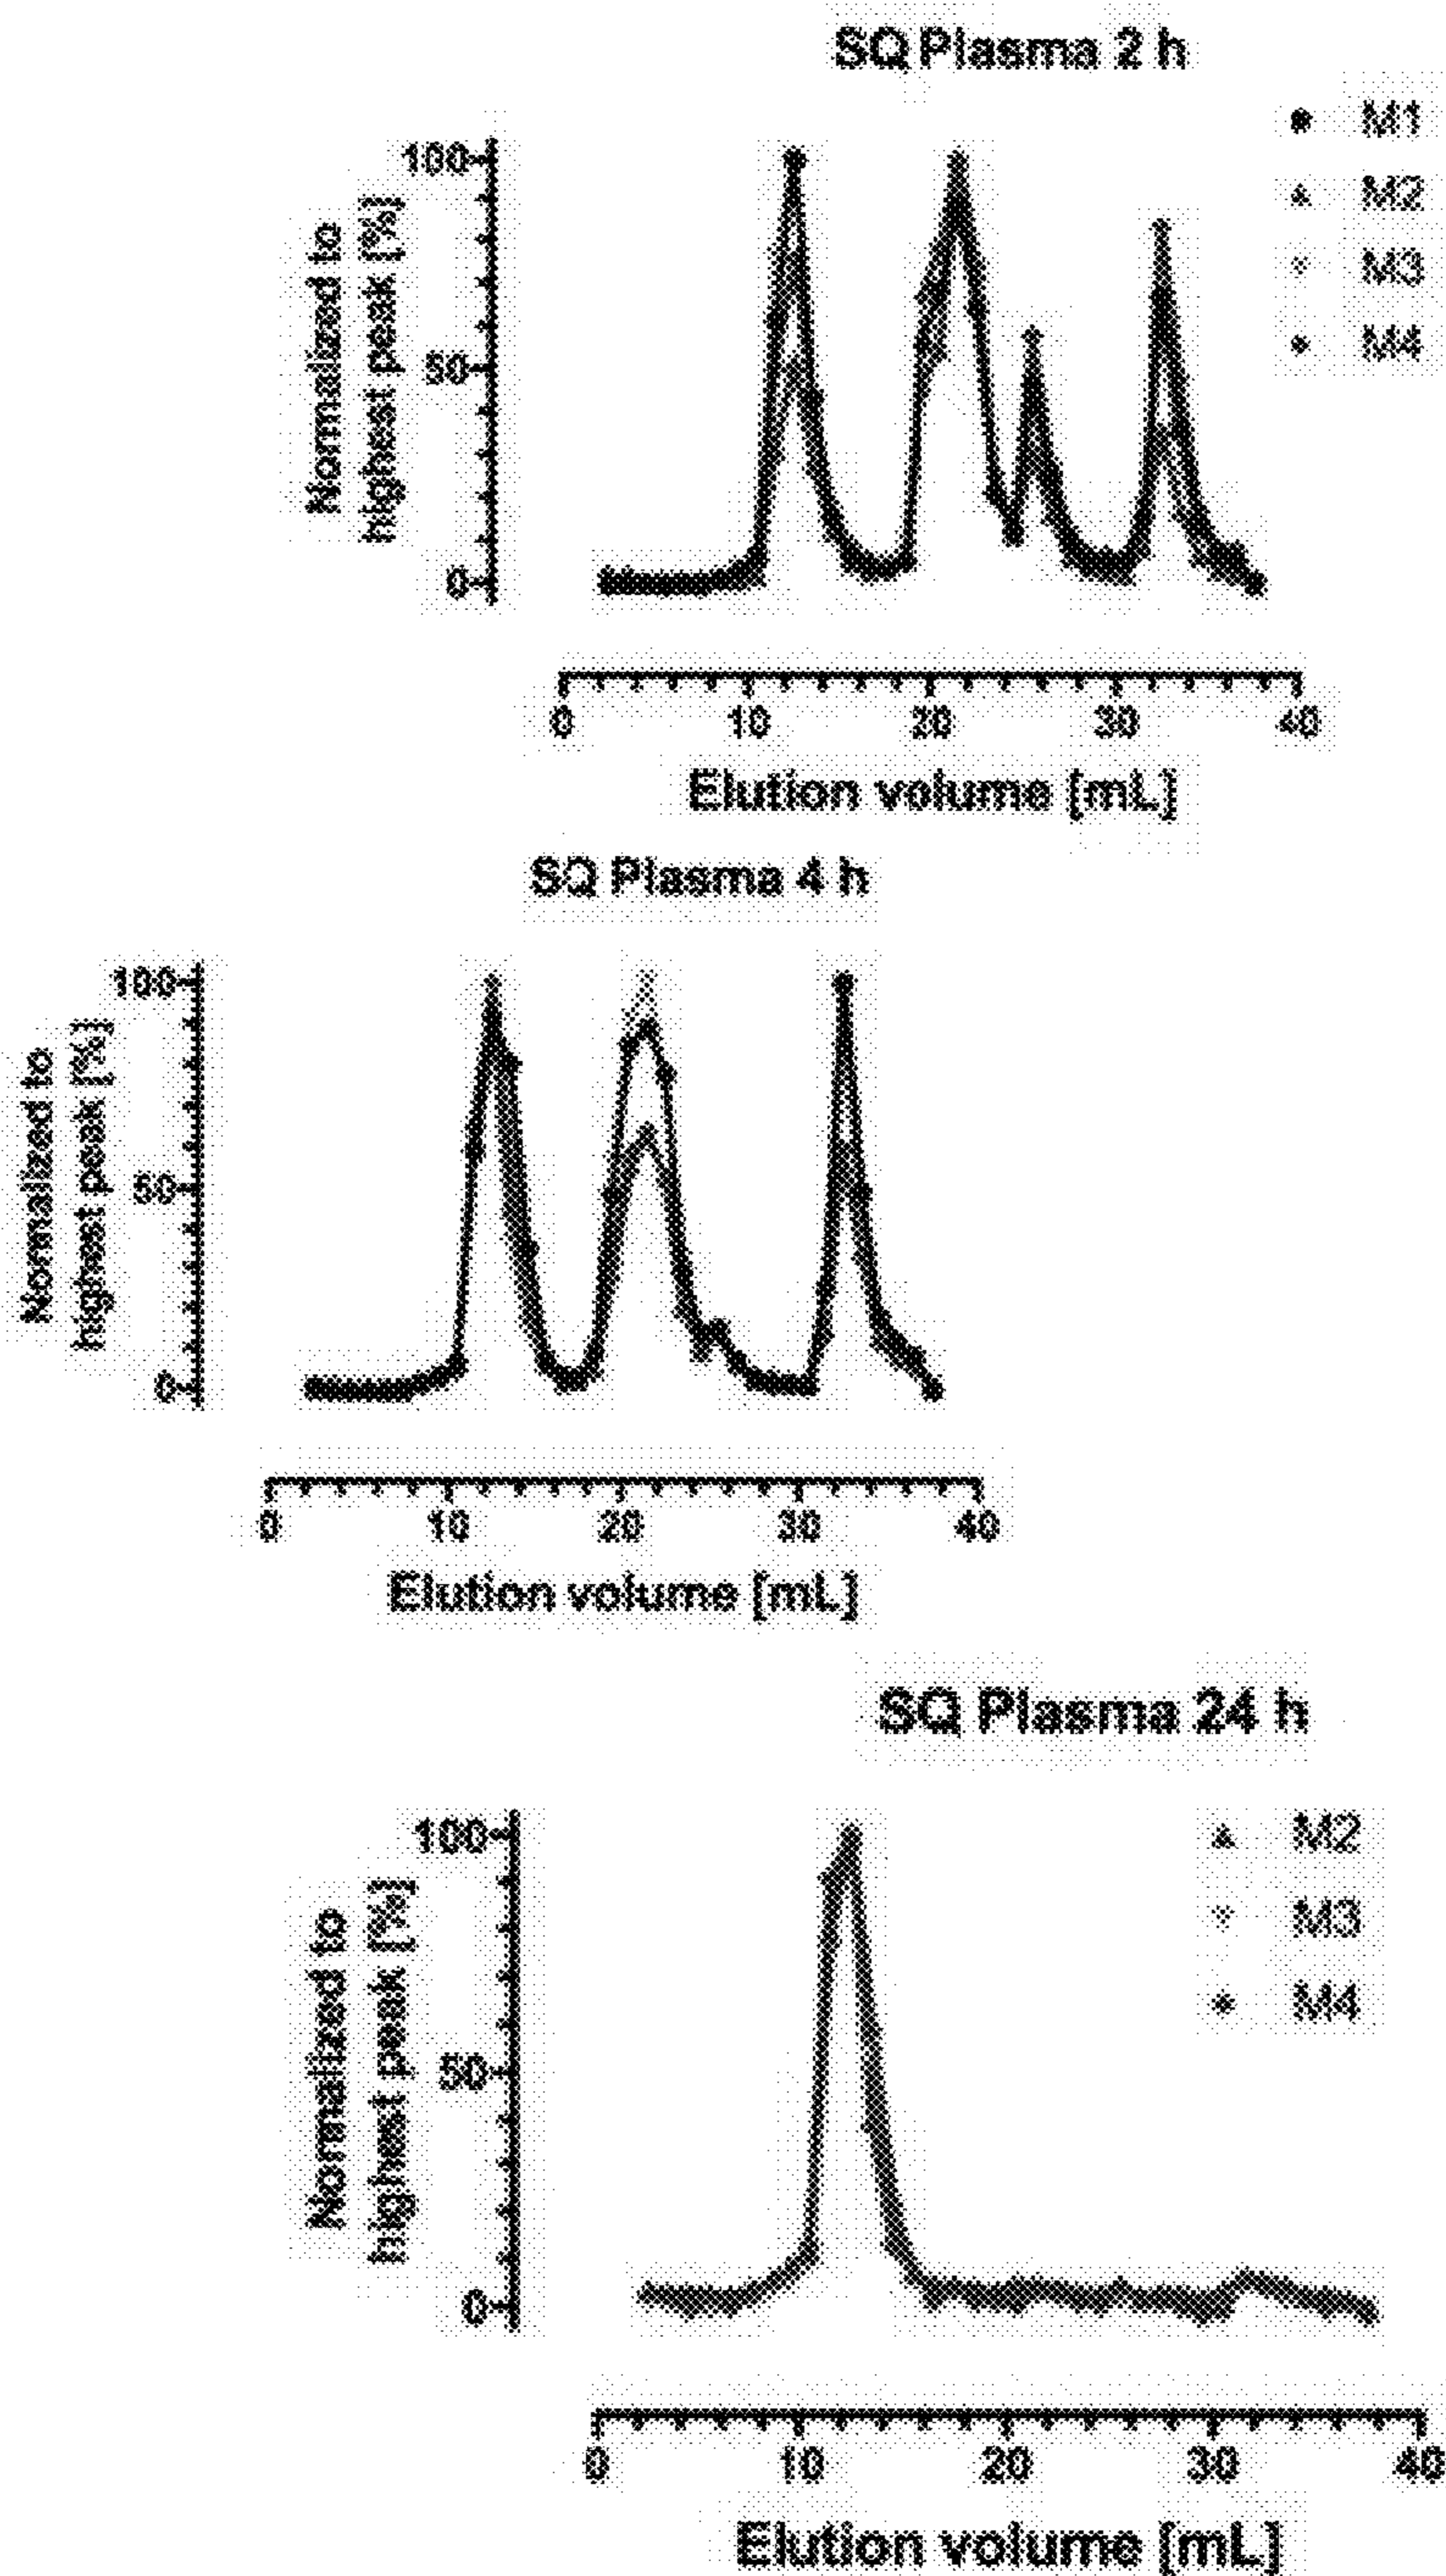 SQ Plasma 2 h
M1
M2
M3
M4
Normalized to
highest peak [%]
100
50
0
0 10 20 30 40
Elution volume [mL]
SQ Plasma 4 h
Normalized to
highest peak [%]
100
50
0
0 10 20 30 40
Elution volume [mL]
SQ Plasma 24 h
M2
M3
M4
Normalized to
highest peak [%]
100
50
0
0 10 20 30 40
Elution volume [mL]